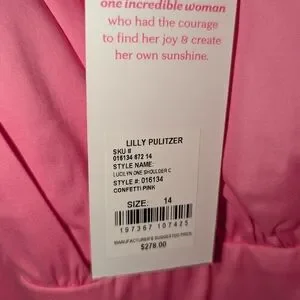 one incredible woman
who had the courage
to find her joy & create
her own sunshine.
LILLY PULITZER
SKU #
016134 672 14
STYLE NAME:
LUCILYN ONE SHOULDER C
STYLE #: 016134
CONFETTI PINK
SIZE: 14
197367 107425
MANUFACTURER'S SUGGESTED PRICE
$278.00